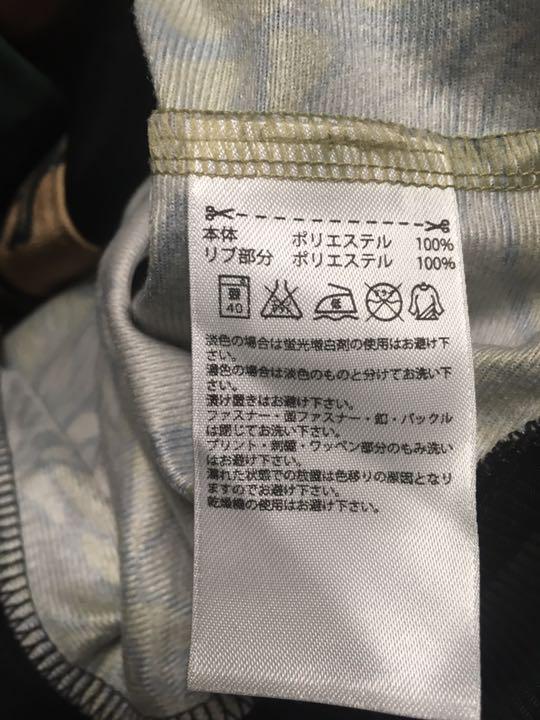 本体 ポリエステル 100%
リブ部分 ポリエステル 100%
弱 40
淡色の場合は蛍光増白剤の使用はお避け下
さい。
濃色の場合は淡色のものと分けてお洗い下
さい。
漬け置きはお避け下さい。
ファスナー・面ファスナー・釦・バックル
は閉じてお洗い下さい。
プリント・刺繍・ワッペン部分のもみ洗い
はお避け下さい。
濡れた状態での放置は色移りの原因となり
ますのでお避け下さい。
乾燥機の使用はお避け下さい。